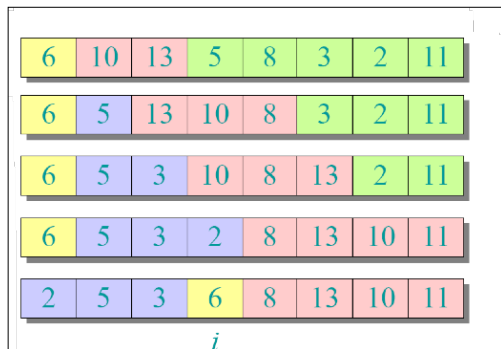 6 10 13 5 8 3 2 11
6 5 13 10 8 3 2 11
6 5 3 10 8 13 2 11
6 5 3 2 8 13 10 11
2 5 3 6 8 13 10 11
i